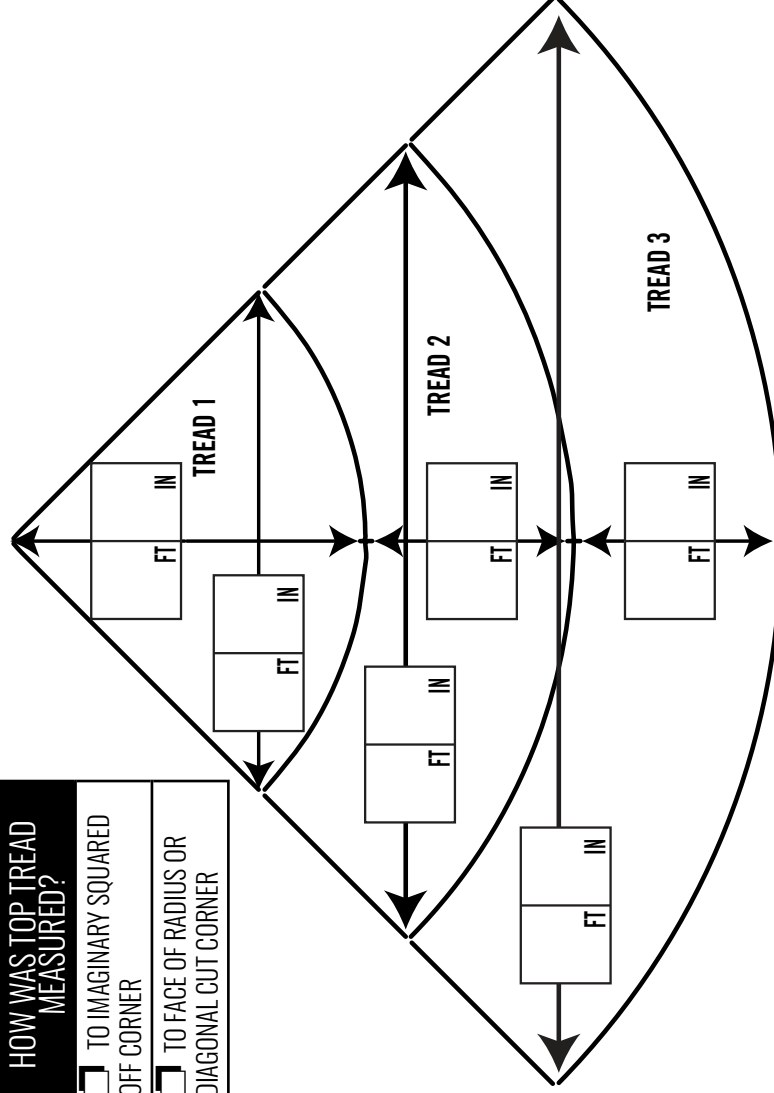 HOW WAS TOP TREAD
MEASURED?
TO IMAGINARY SQUARED
OFF CORNER
TO FACE OF RADIUS OR
DIAGONAL CUT CORNER
FT IN
TREAD 1
FT IN
FT IN
TREAD 2
FT IN
FT IN
TREAD 3
FT IN